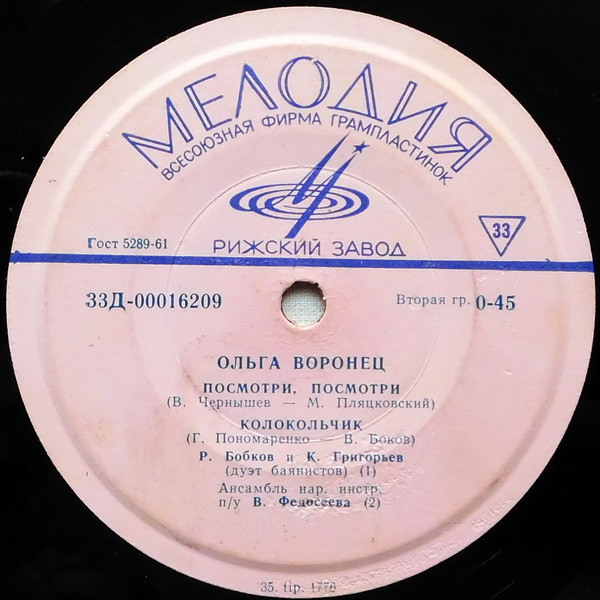 МЕЛОДИЯ
ВСЕСОЮЗНАЯ ФИРМА ГРАМПЛАСТИНОК
Гост 5289-61
РИЖСКИЙ ЗАВОД
33
33Д-00016209
Вторая гр. 0-45
ОЛЬГА ВОРОНЕЦ
ПОСМОТРИ, ПОСМОТРИ
(В. Чернышев — М. Пляцковский)
КОЛОКОЛЬЧИК
(Г. Пономаренко — В. Боков)
Р. Бобков и К. Григорьев
(дуэт баянистов) (1)
Ансамбль нар. инстр.
п/у В. Федосеева (2)
35. tip. 1776